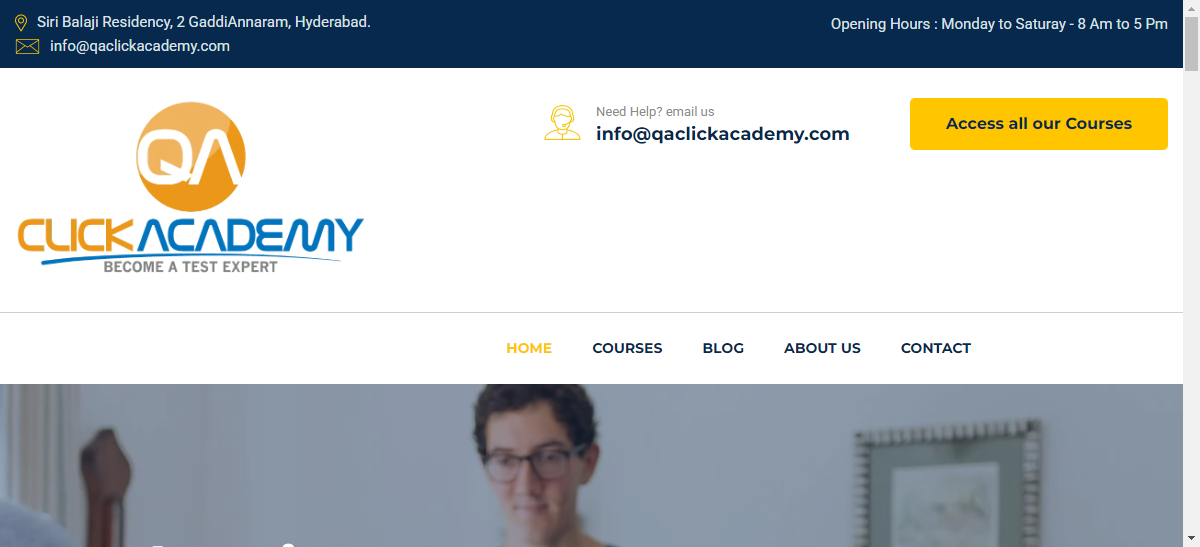 Siri Balaji Residency, 2 GaddiAnnaram, Hyderabad.
info@qaclickacademy.com
Opening Hours : Monday to Saturay - 8 Am to 5 Pm
QA
CLICKACADEMY
BECOME A TEST EXPERT
Need Help? email us
info@qaclickacademy.com
Access all our Courses
HOME COURSES BLOG ABOUT US CONTACT